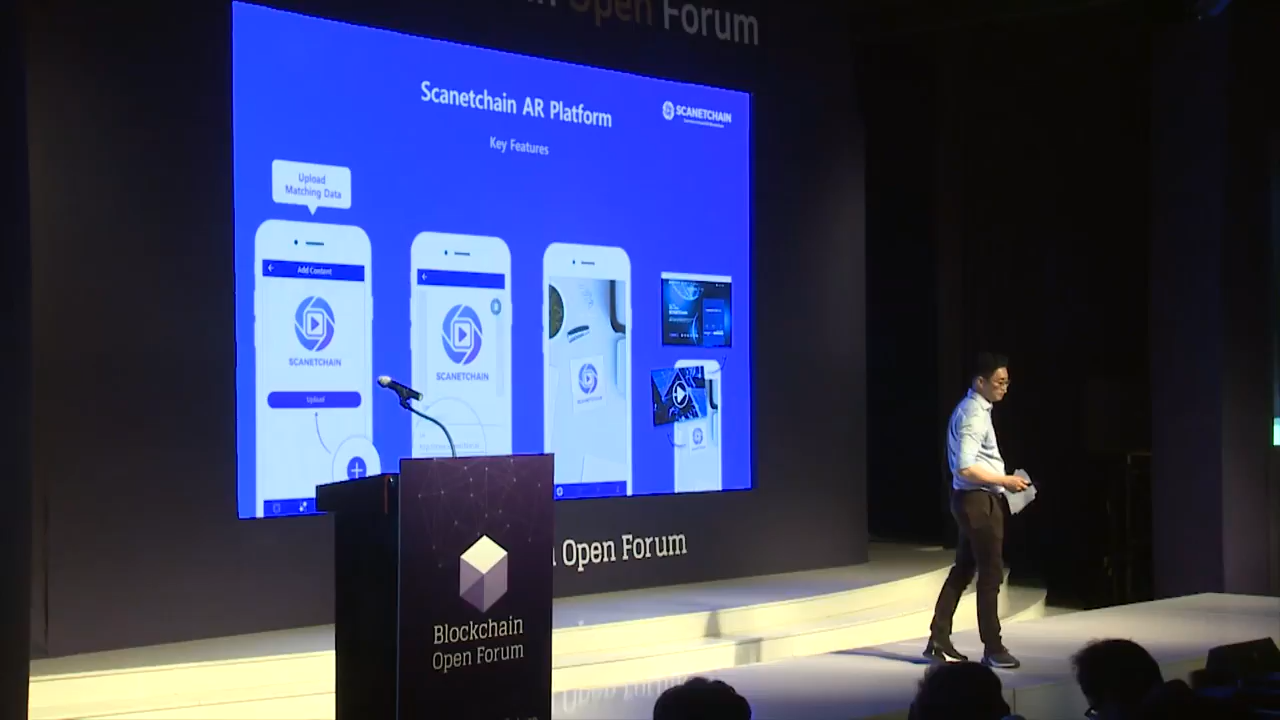 Open Forum
Scanetchain AR Platform
SCANETCHAIN
Key Features
Upload
Matching Data
Add Content
SCANETCHAIN
Upload
SCANETCHAIN
SCANETCHAIN
Open Forum
Blockchain
Open Forum